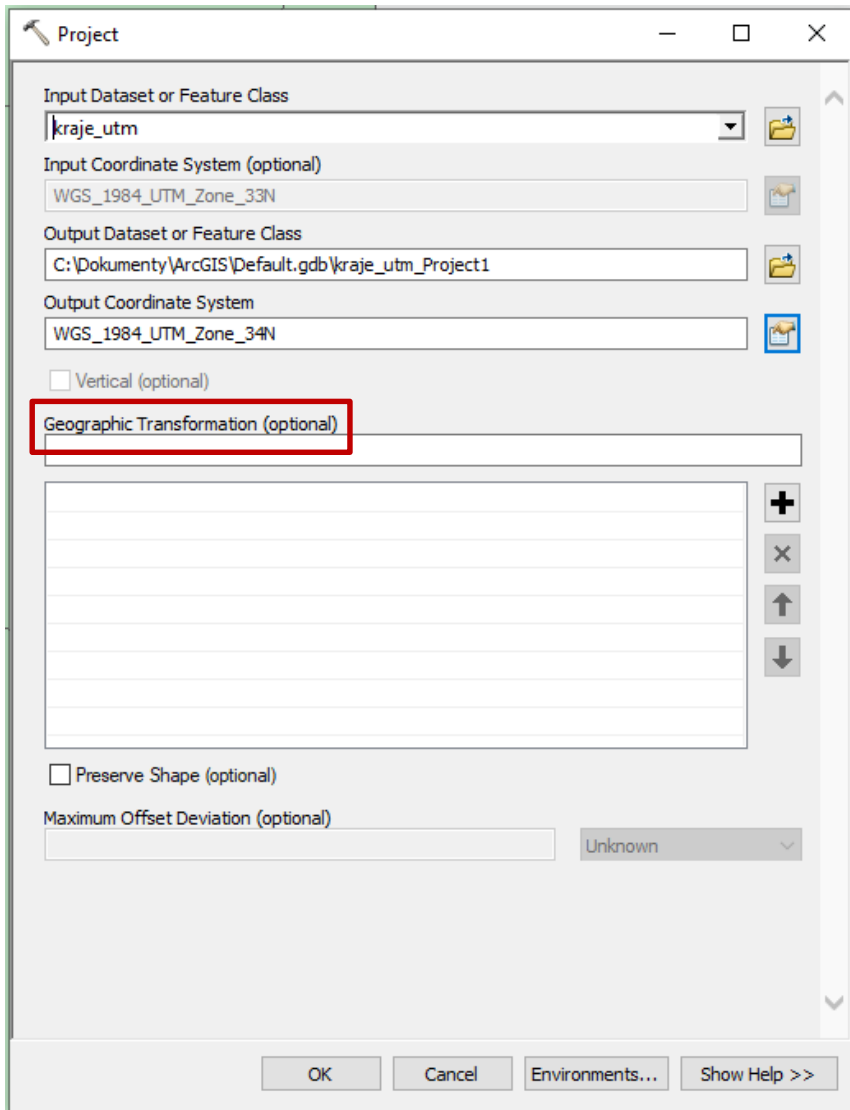 Project
Input Dataset or Feature Class
kraje_utm
Input Coordinate System (optional)
WGS_1984_UTM_Zone_33N
Output Dataset or Feature Class
C:\Dokumenty\ArcGIS\Default.gdb\kraje_utm_Project1
Output Coordinate System
WGS_1984_UTM_Zone_34N
Vertical (optional)
Geographic Transformation (optional)
Preserve Shape (optional)
Maximum Offset Deviation (optional)
Unknown
OK Cancel Environments... Show Help >>